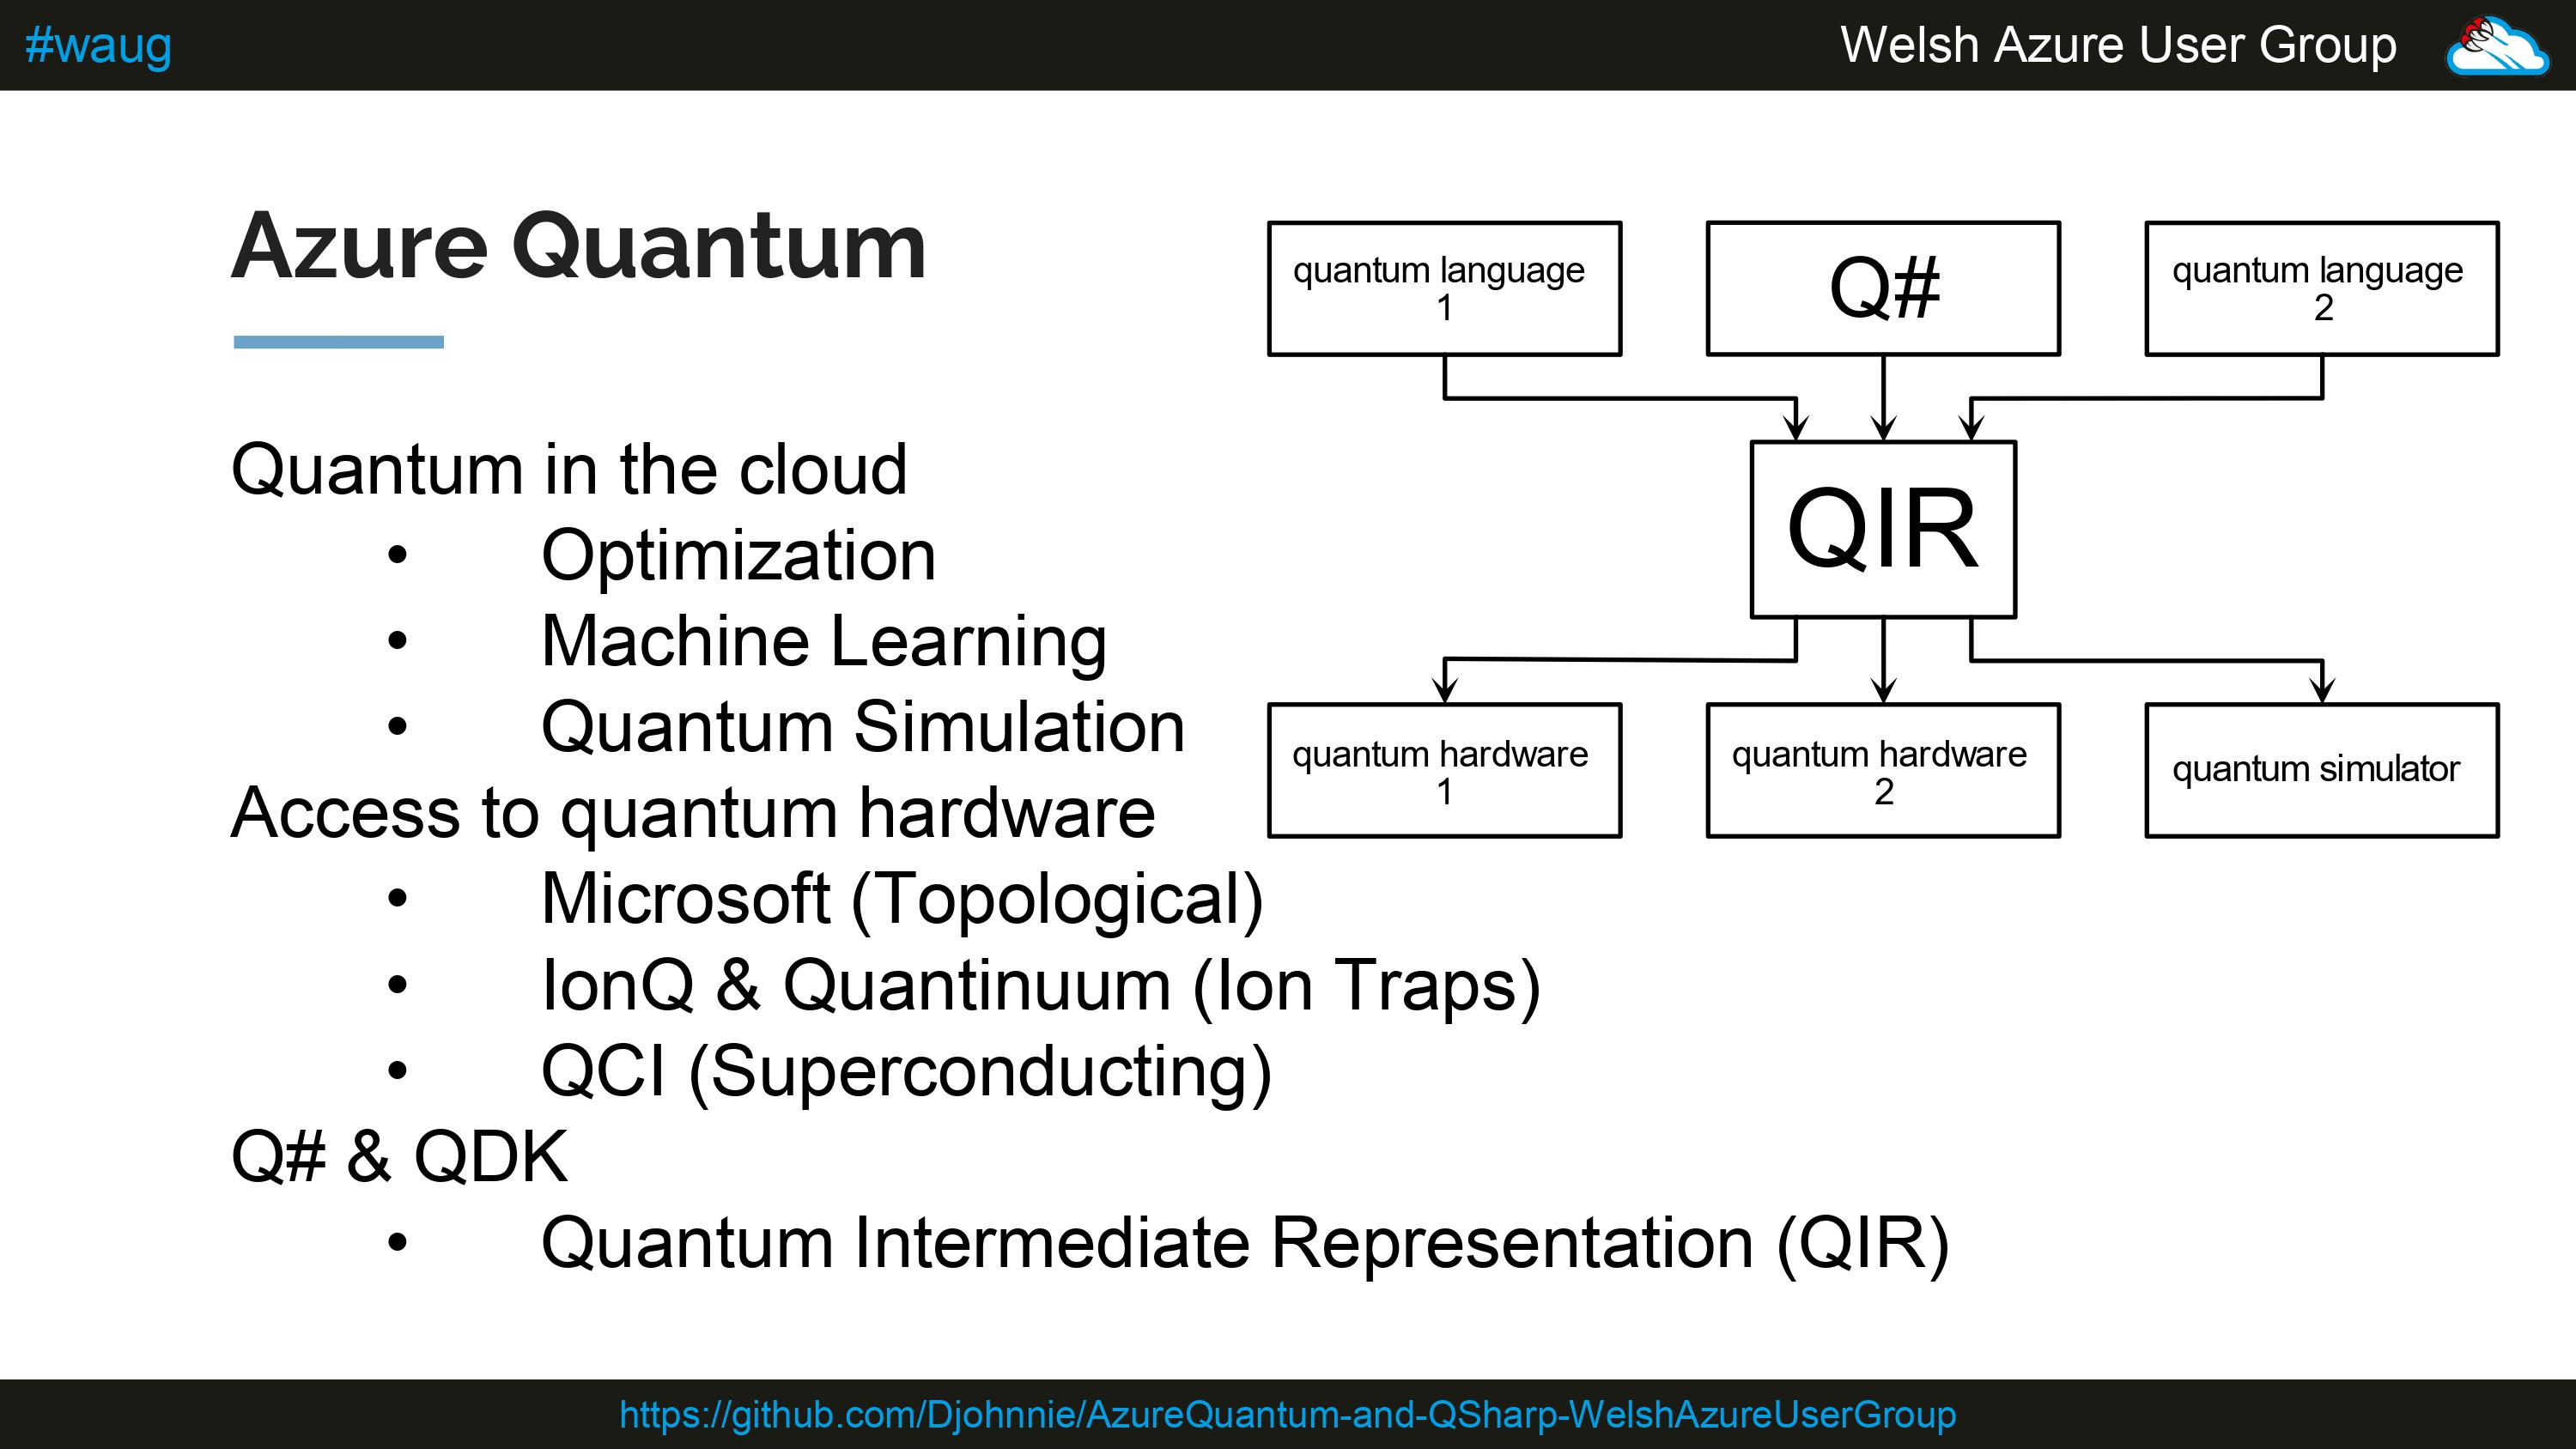 #waug
Welsh Azure User Group
Azure Quantum
Quantum in the cloud
• Optimization
• Machine Learning
• Quantum Simulation
Access to quantum hardware
• Microsoft (Topological)
• IonQ & Quantinuum (Ion Traps)
• QCI (Superconducting)
Q# & QDK
• Quantum Intermediate Representation (QIR)
quantum language
1
Q#
quantum language
2
QIR
quantum hardware
1
quantum hardware
2
quantum simulator
https://github.com/Djohnnie/AzureQuantum-and-QSharp-WelshAzureUserGroup